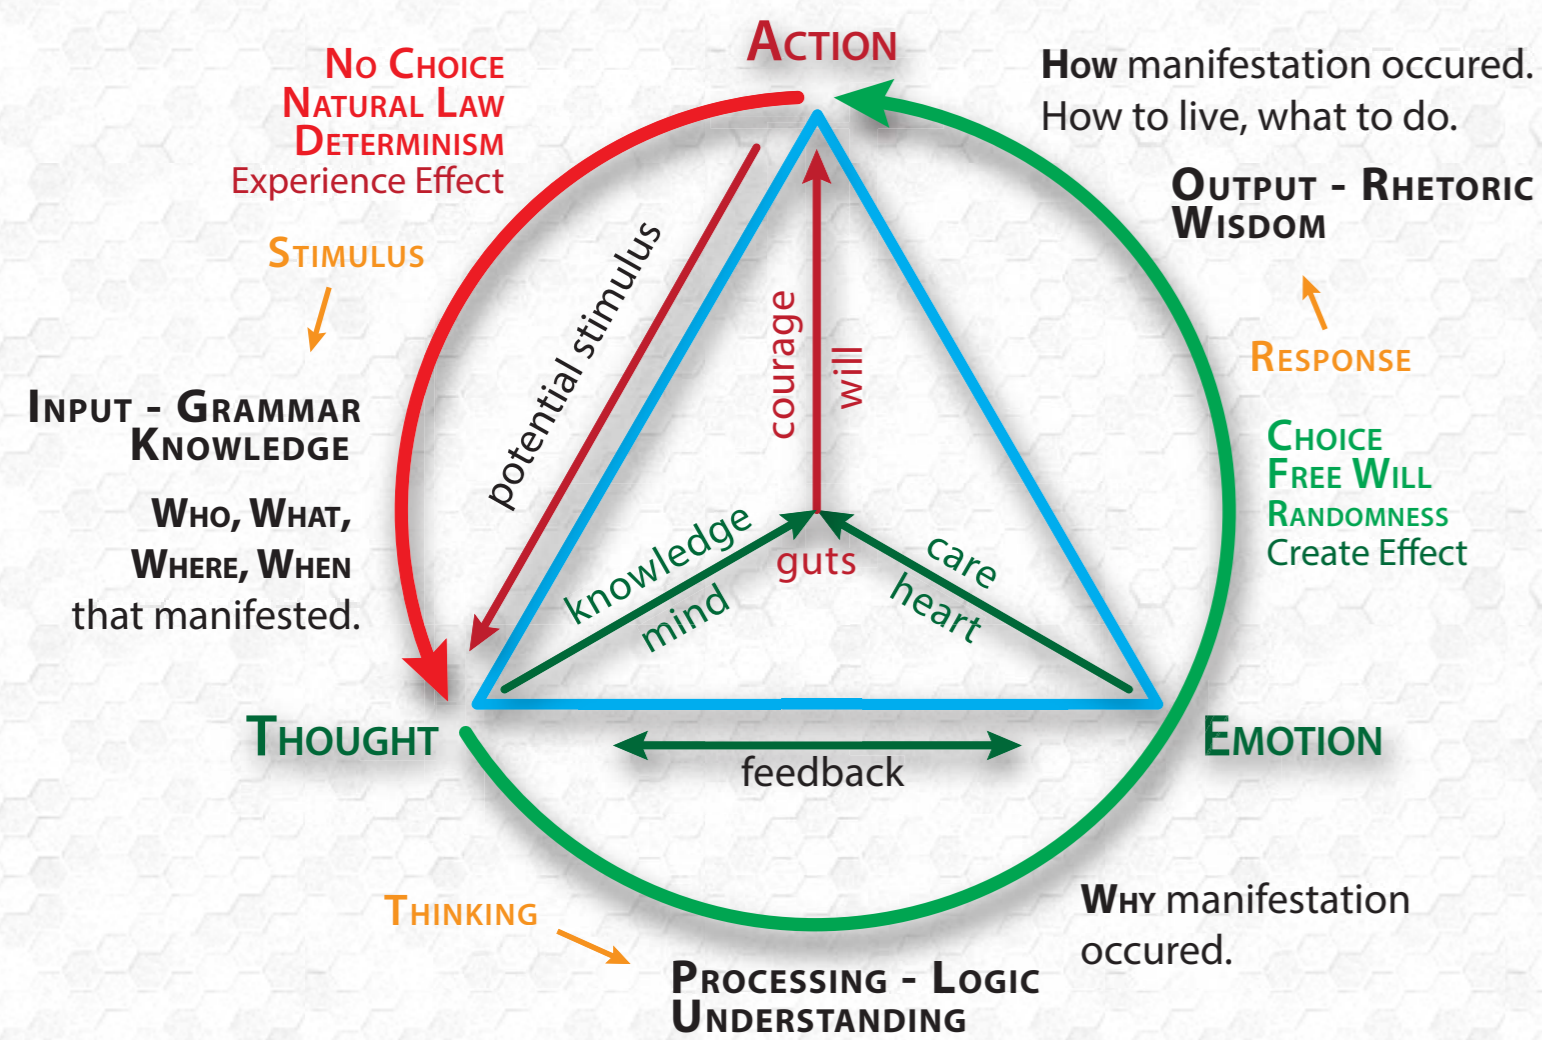 Action
No Choice
Natural Law
Determinism
Experience Effect
How manifestation occured.
How to live, what to do.
Output - Rhetoric
Wisdom
Stimulus
potential stimulus
courage
will
Response
Input - Grammar
Knowledge
Who, What,
Where, When
that manifested.
Choice
Free Will
Randomness
Create Effect
knowledge
mind
guts
care
heart
Thought
Emotion
feedback
Thinking
Why manifestation
occured.
Processing - Logic
Understanding